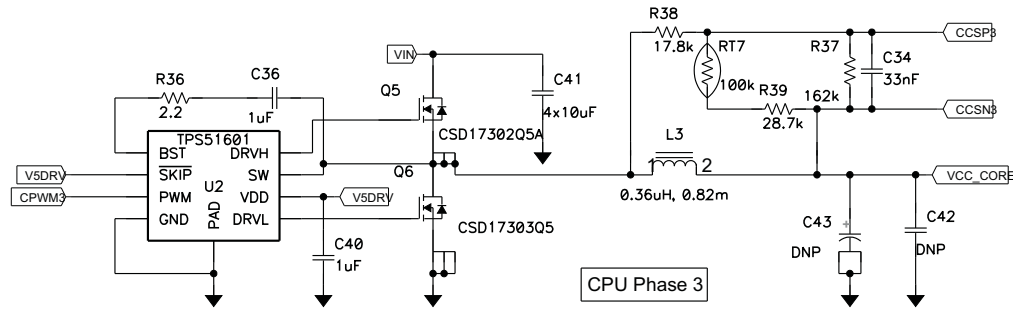 R38
17.8k
RT7
100k
R37
162k
C34
33nF
CCSP3
CCSN3
R39
28.7k
VIN
R36
2.2
C36
1uF
Q5
CSD17302Q5A
C41
4x10uF
TPS51601
BST
DRVH
SKIP
SW
U2
PWM
VDD
GND
DRVL
PAD
V5DRV
CPWM3
V5DRV
Q6
CSD17303Q5
C40
1uF
L3
1
2
0.36uH, 0.82m
VCC_CORE
C43
+
DNP
C42
DNP
CPU Phase 3